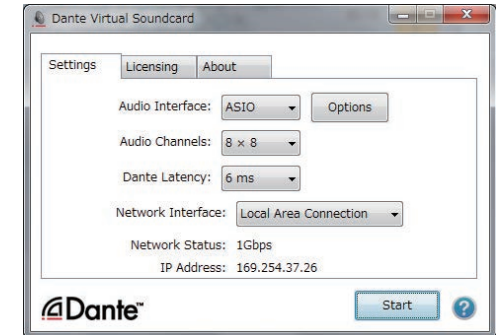 Dante Virtual Soundcard
Settings Licensing About
Audio Interface: ASIO Options
Audio Channels: 8 × 8
Dante Latency: 6 ms
Network Interface: Local Area Connection
Network Status: 1Gbps
IP Address: 169.254.37.26
Dante™ Start ?